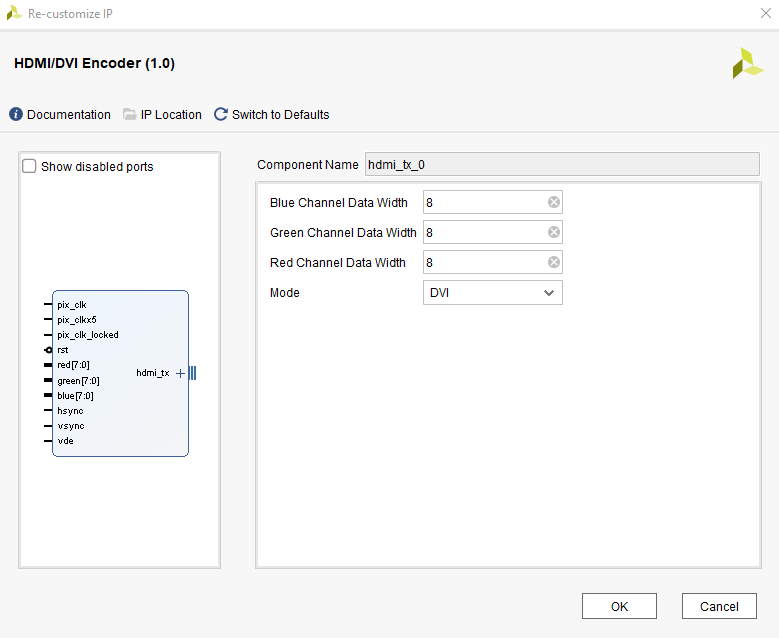 Re-customize IP
HDMI/DVI Encoder (1.0)
Documentation IP Location Switch to Defaults
Show disabled ports
pix_clk
pix_clkx5
pix_clk_locked
rst
red[7:0]
green[7:0]
blue[7:0]
hsync
vsync
vde
hdmi_tx
Component Name hdmi_tx_0
Blue Channel Data Width 8
Green Channel Data Width 8
Red Channel Data Width 8
Mode DVI
OK Cancel